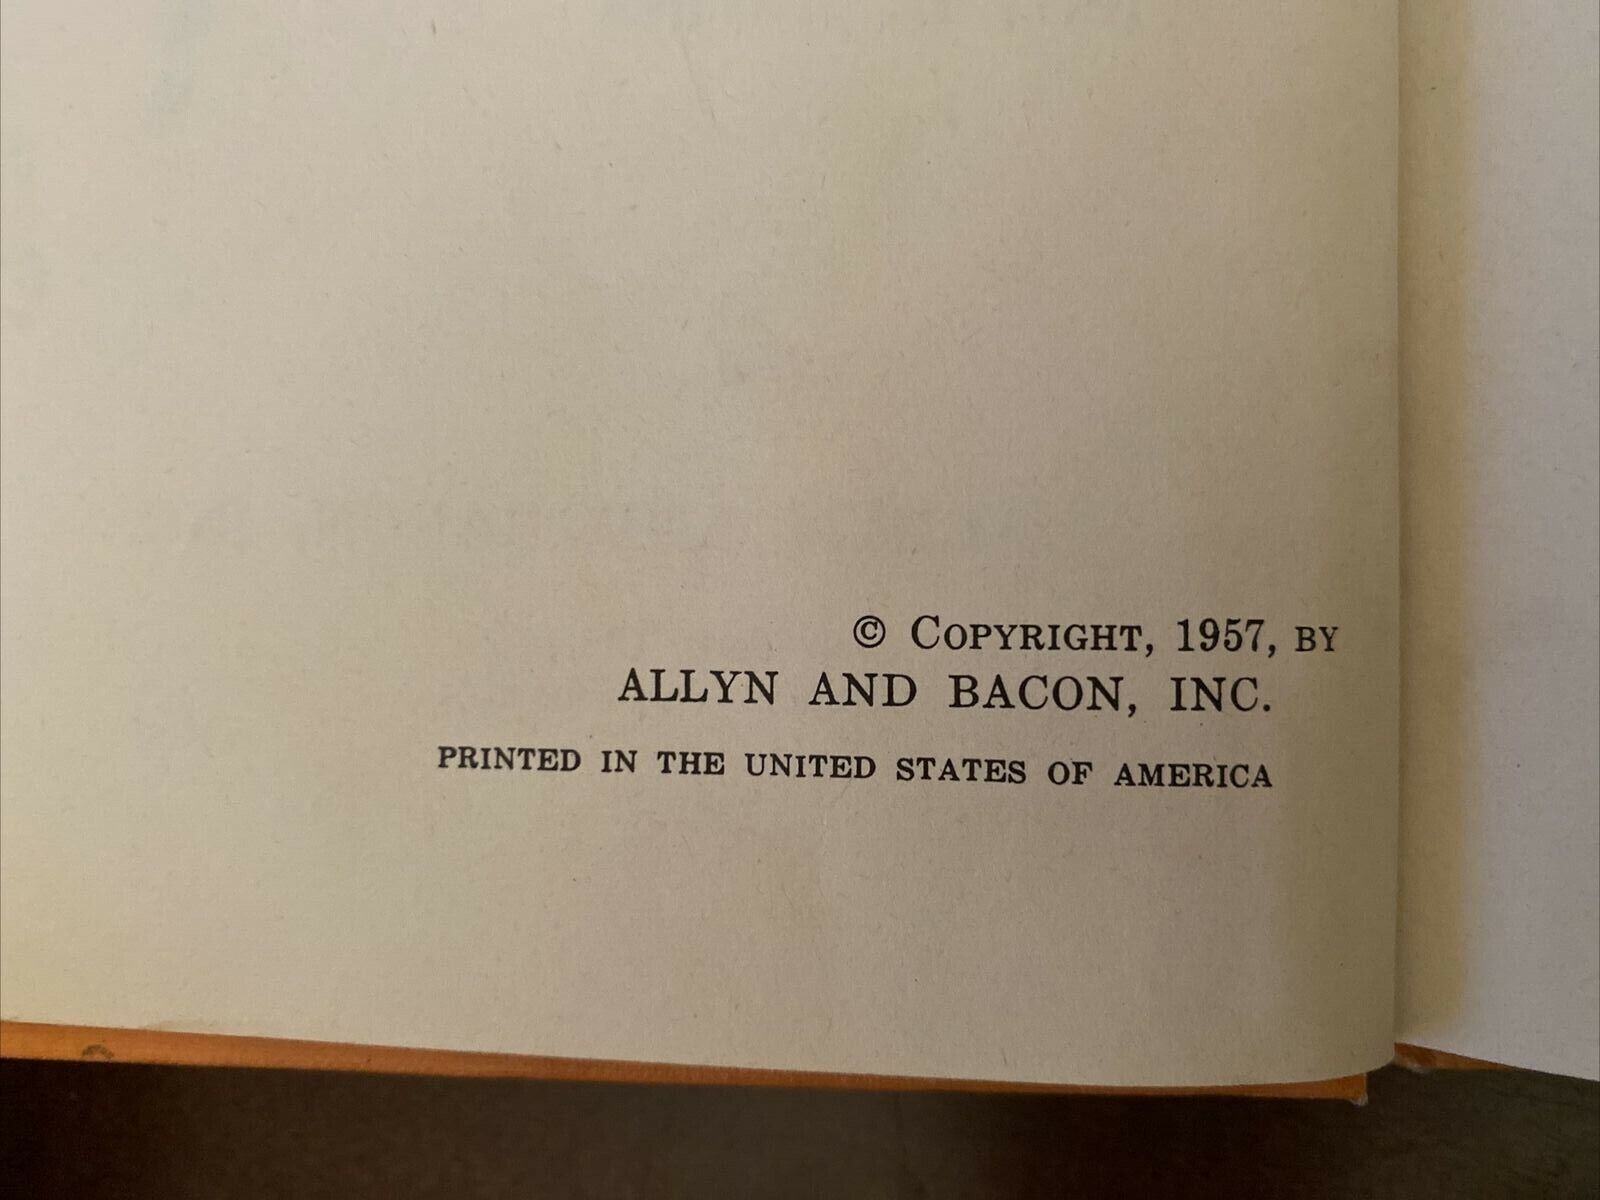 © COPYRIGHT, 1957, BY
ALLYN AND BACON, INC.
PRINTED IN THE UNITED STATES OF AMERICA